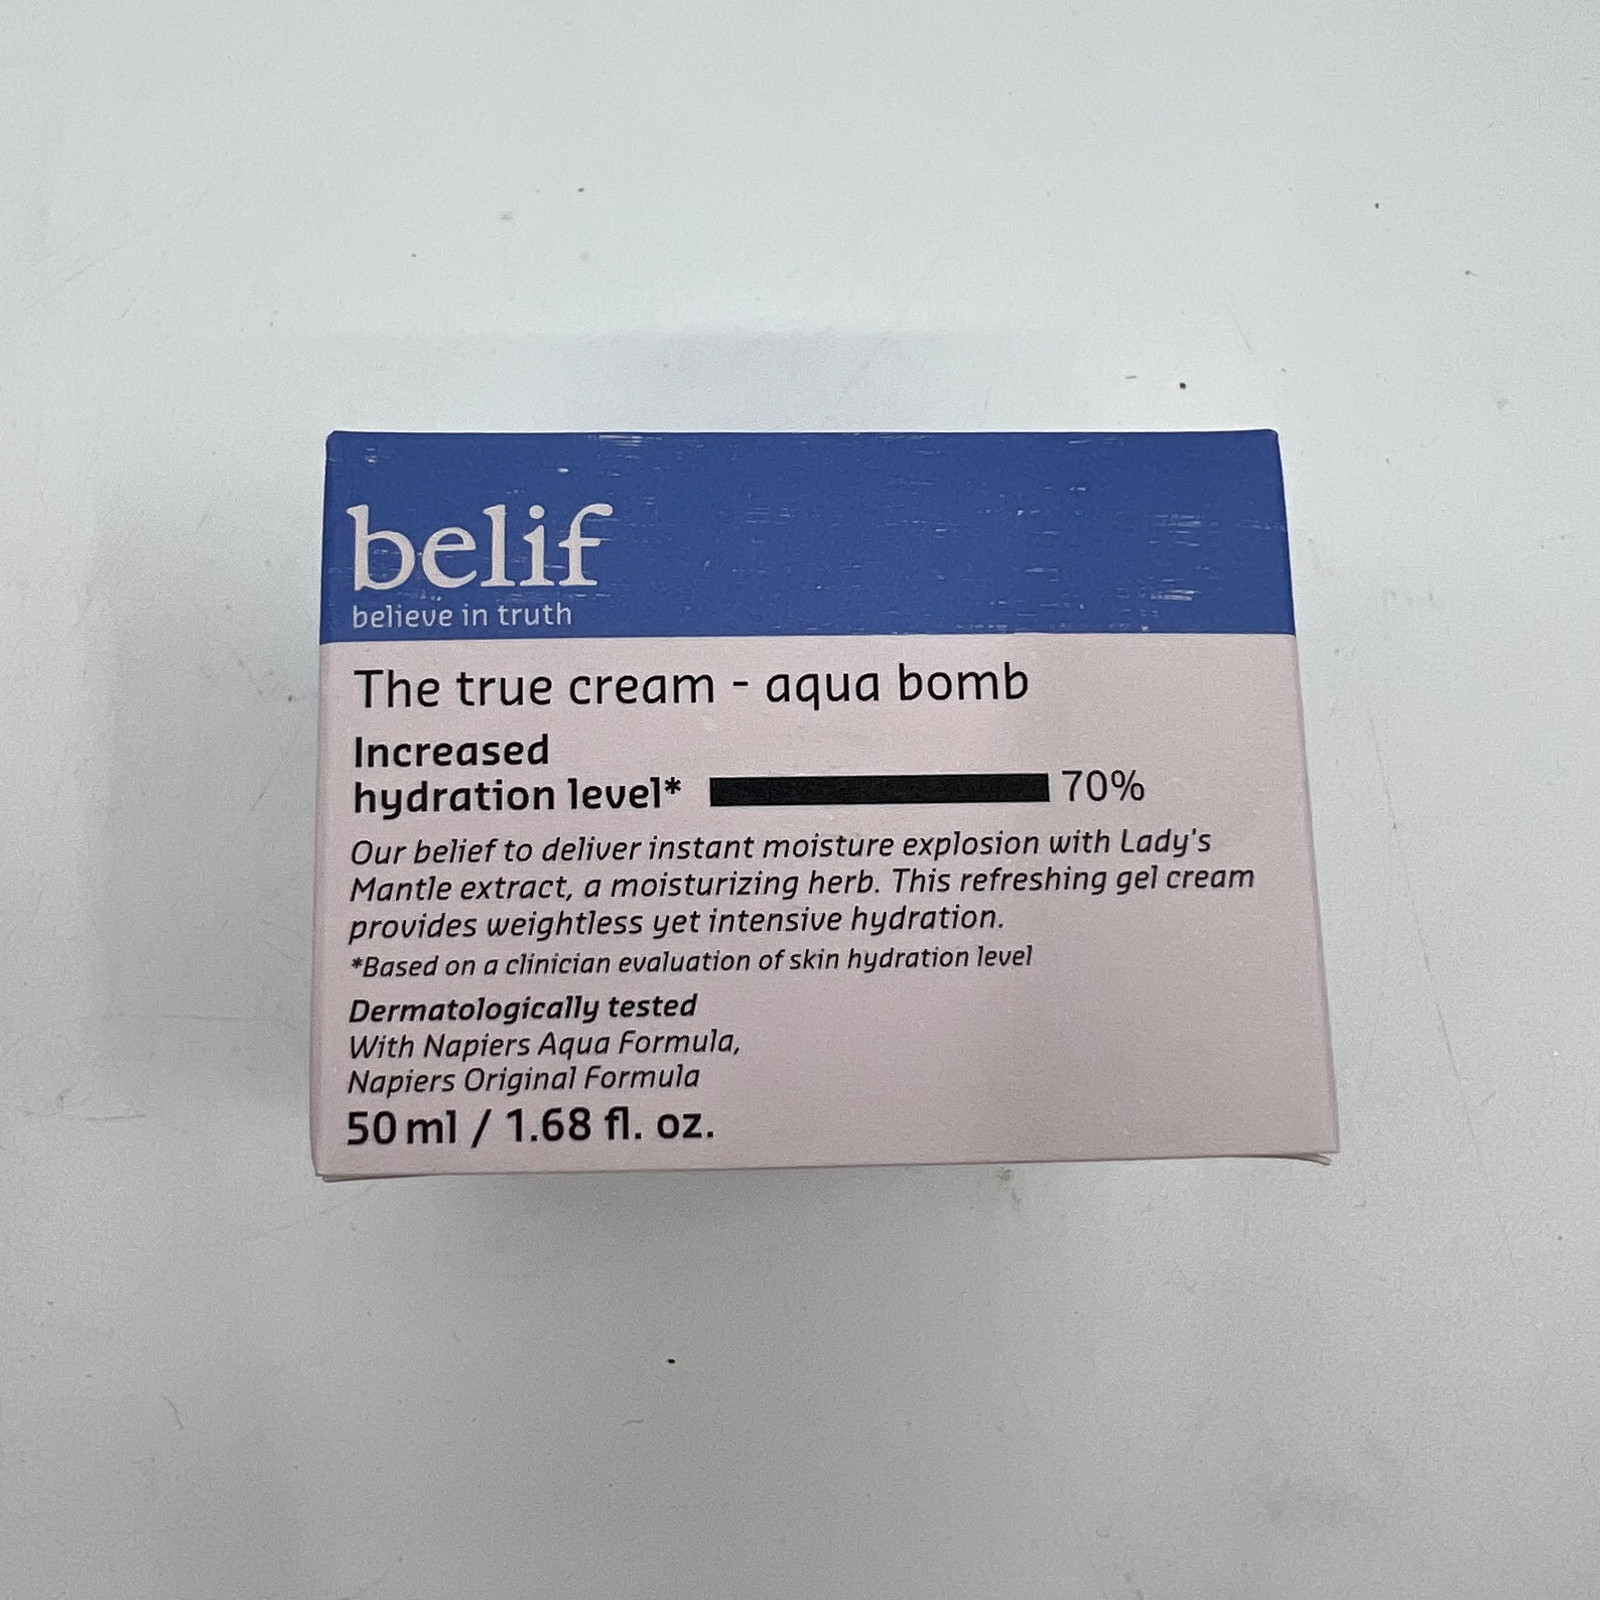 belif
believe in truth
The true cream - aqua bomb
Increased
hydration level* 70%
Our belief to deliver instant moisture explosion with Lady's
Mantle extract, a moisturizing herb. This refreshing gel cream
provides weightless yet intensive hydration.
*Based on a clinician evaluation of skin hydration level
Dermatologically tested
With Napiers Aqua Formula,
Napiers Original Formula
50 ml / 1.68 fl. oz.